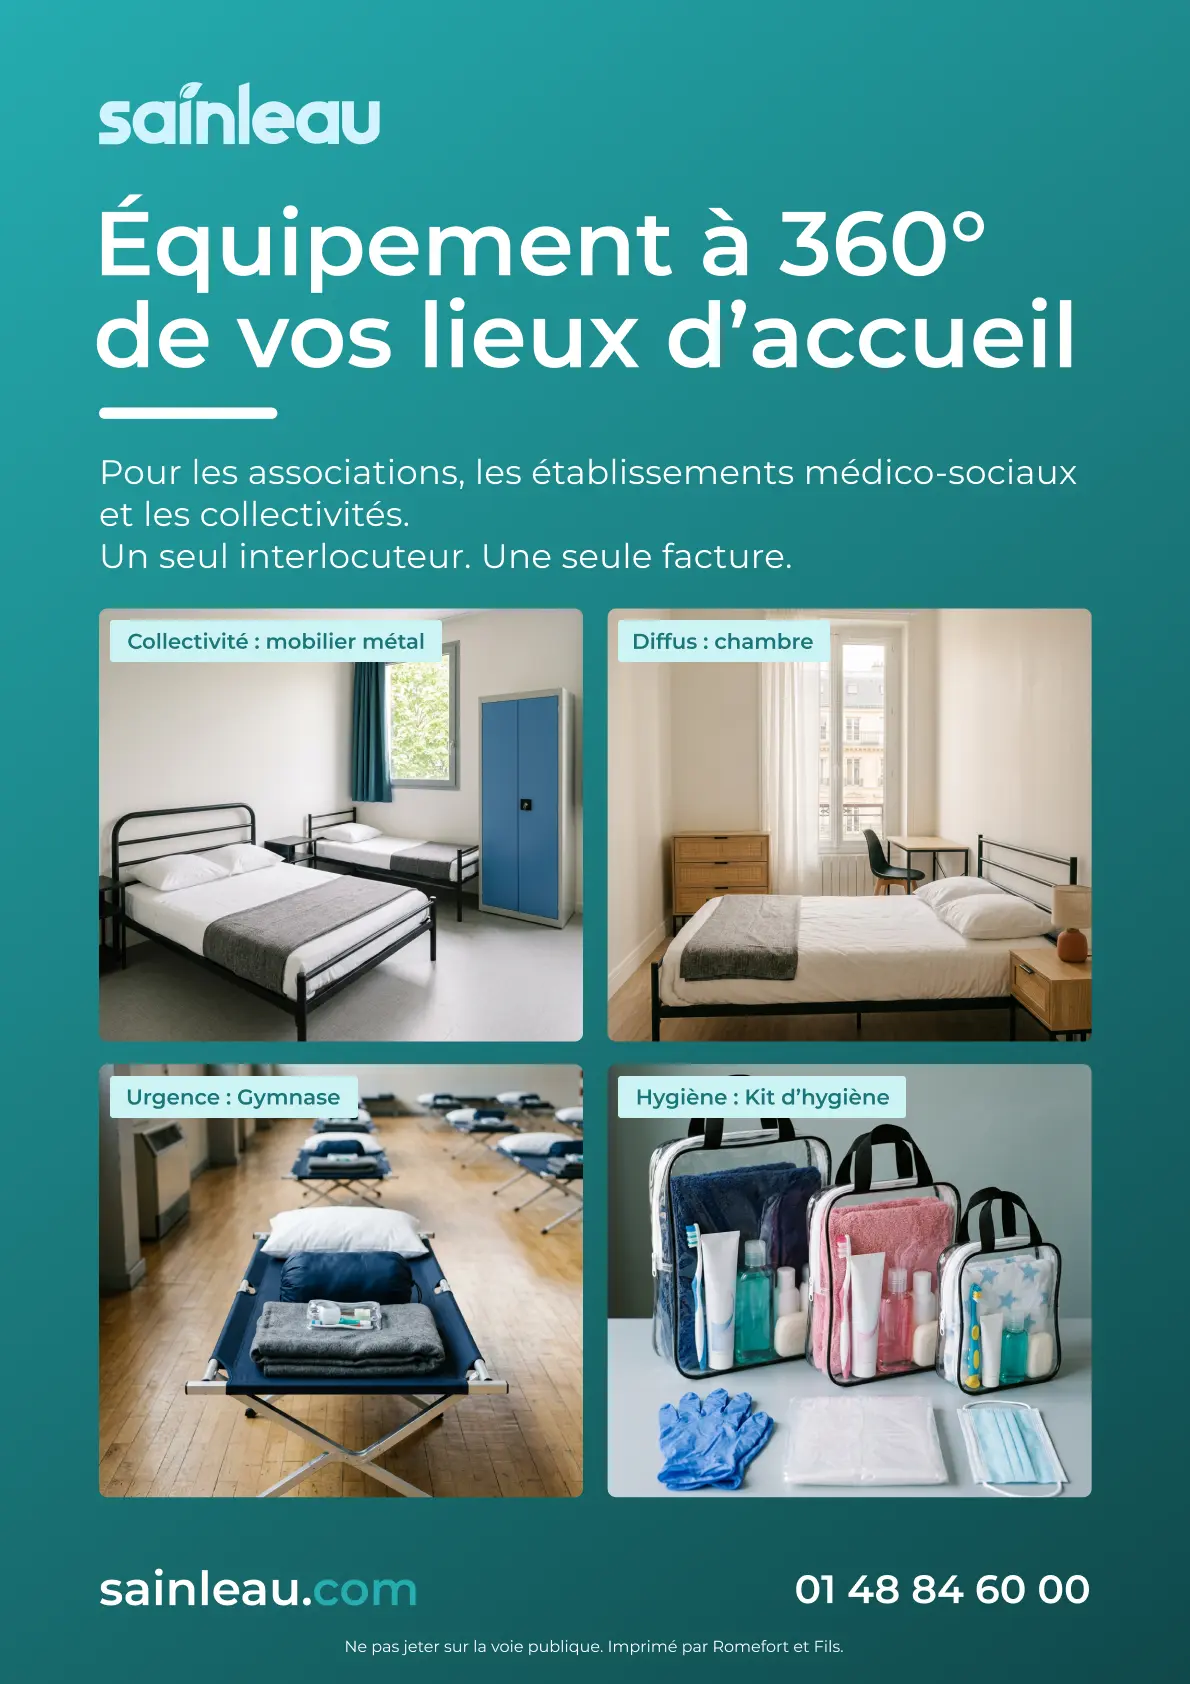 sainleau
Équipement à 360°
de vos lieux d’accueil
Pour les associations, les établissements médico-sociaux
et les collectivités.
Un seul interlocuteur. Une seule facture.
Collectivité : mobilier métal
Diffus : chambre
Urgence : Gymnase
Hygiène : Kit d’hygiène
sainleau.com
01 48 84 60 00
Ne pas jeter sur la voie publique. Imprimé par Romefort et Fils.